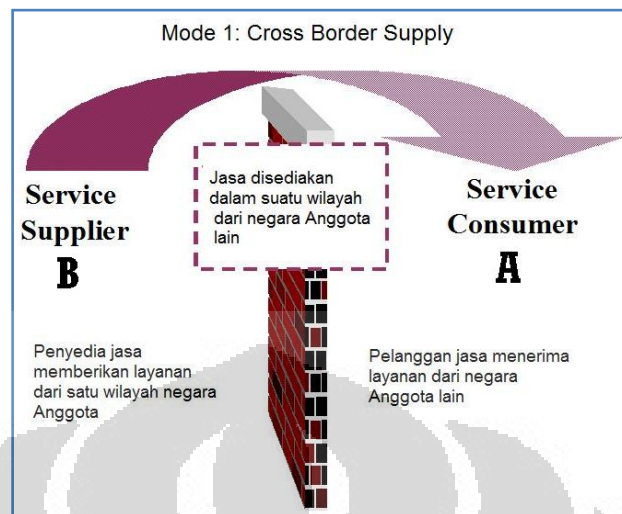 Mode 1: Cross Border Supply
Jasa disediakan
dalam suatu wilayah
dari negara Anggota
lain
Service
Supplier
B
Service
Consumer
A
Penyedia jasa
memberikan layanan
dari satu wilayah negara
Anggota
Pelanggan jasa menerima
layanan dari negara
Anggota lain